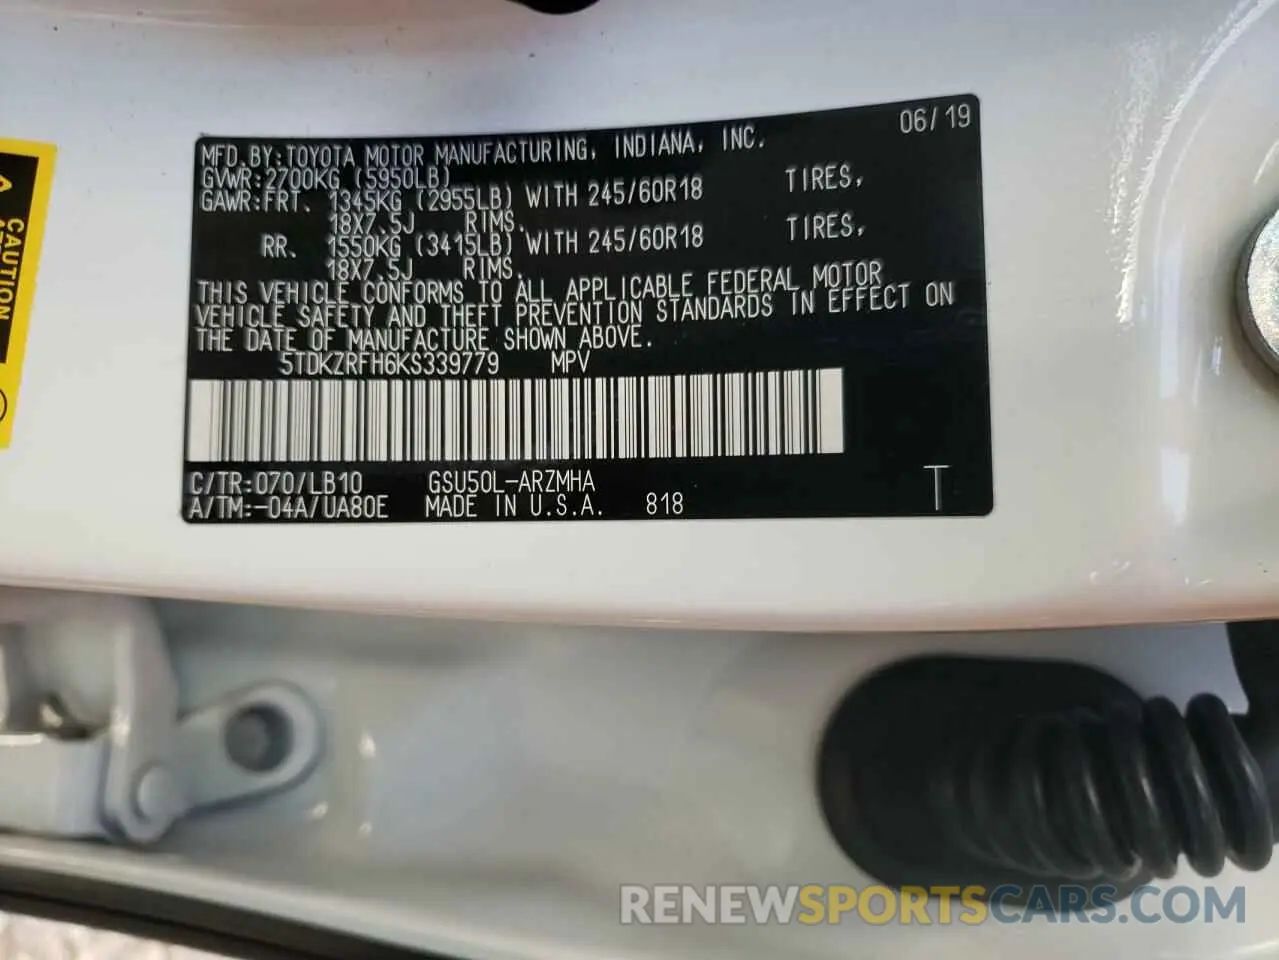 06/19
MFD.BY:TOYOTA MOTOR MANUFACTURING, INDIANA, INC.
GVWR:2700KG (5950LB)
GAWR:FRT. 1345KG (2955LB) WITH 245/60R18 TIRES,
18X7.5J RIMS.
RR. 1550KG (3415LB) WITH 245/60R18 TIRES,
18X7.5J RIMS.
THIS VEHICLE CONFORMS TO ALL APPLICABLE FEDERAL MOTOR
VEHICLE SAFETY AND THEFT PREVENTION STANDARDS IN EFFECT ON
THE DATE OF MANUFACTURE SHOWN ABOVE.
5TDKZRFH6KS339779 MPV
C/TR:070/LB10 GSU50L-ARZMHA
A/TM:-04A/UA80E MADE IN U.S.A. 818
T
CAUTION
RENEWSPORTSCARS.COM